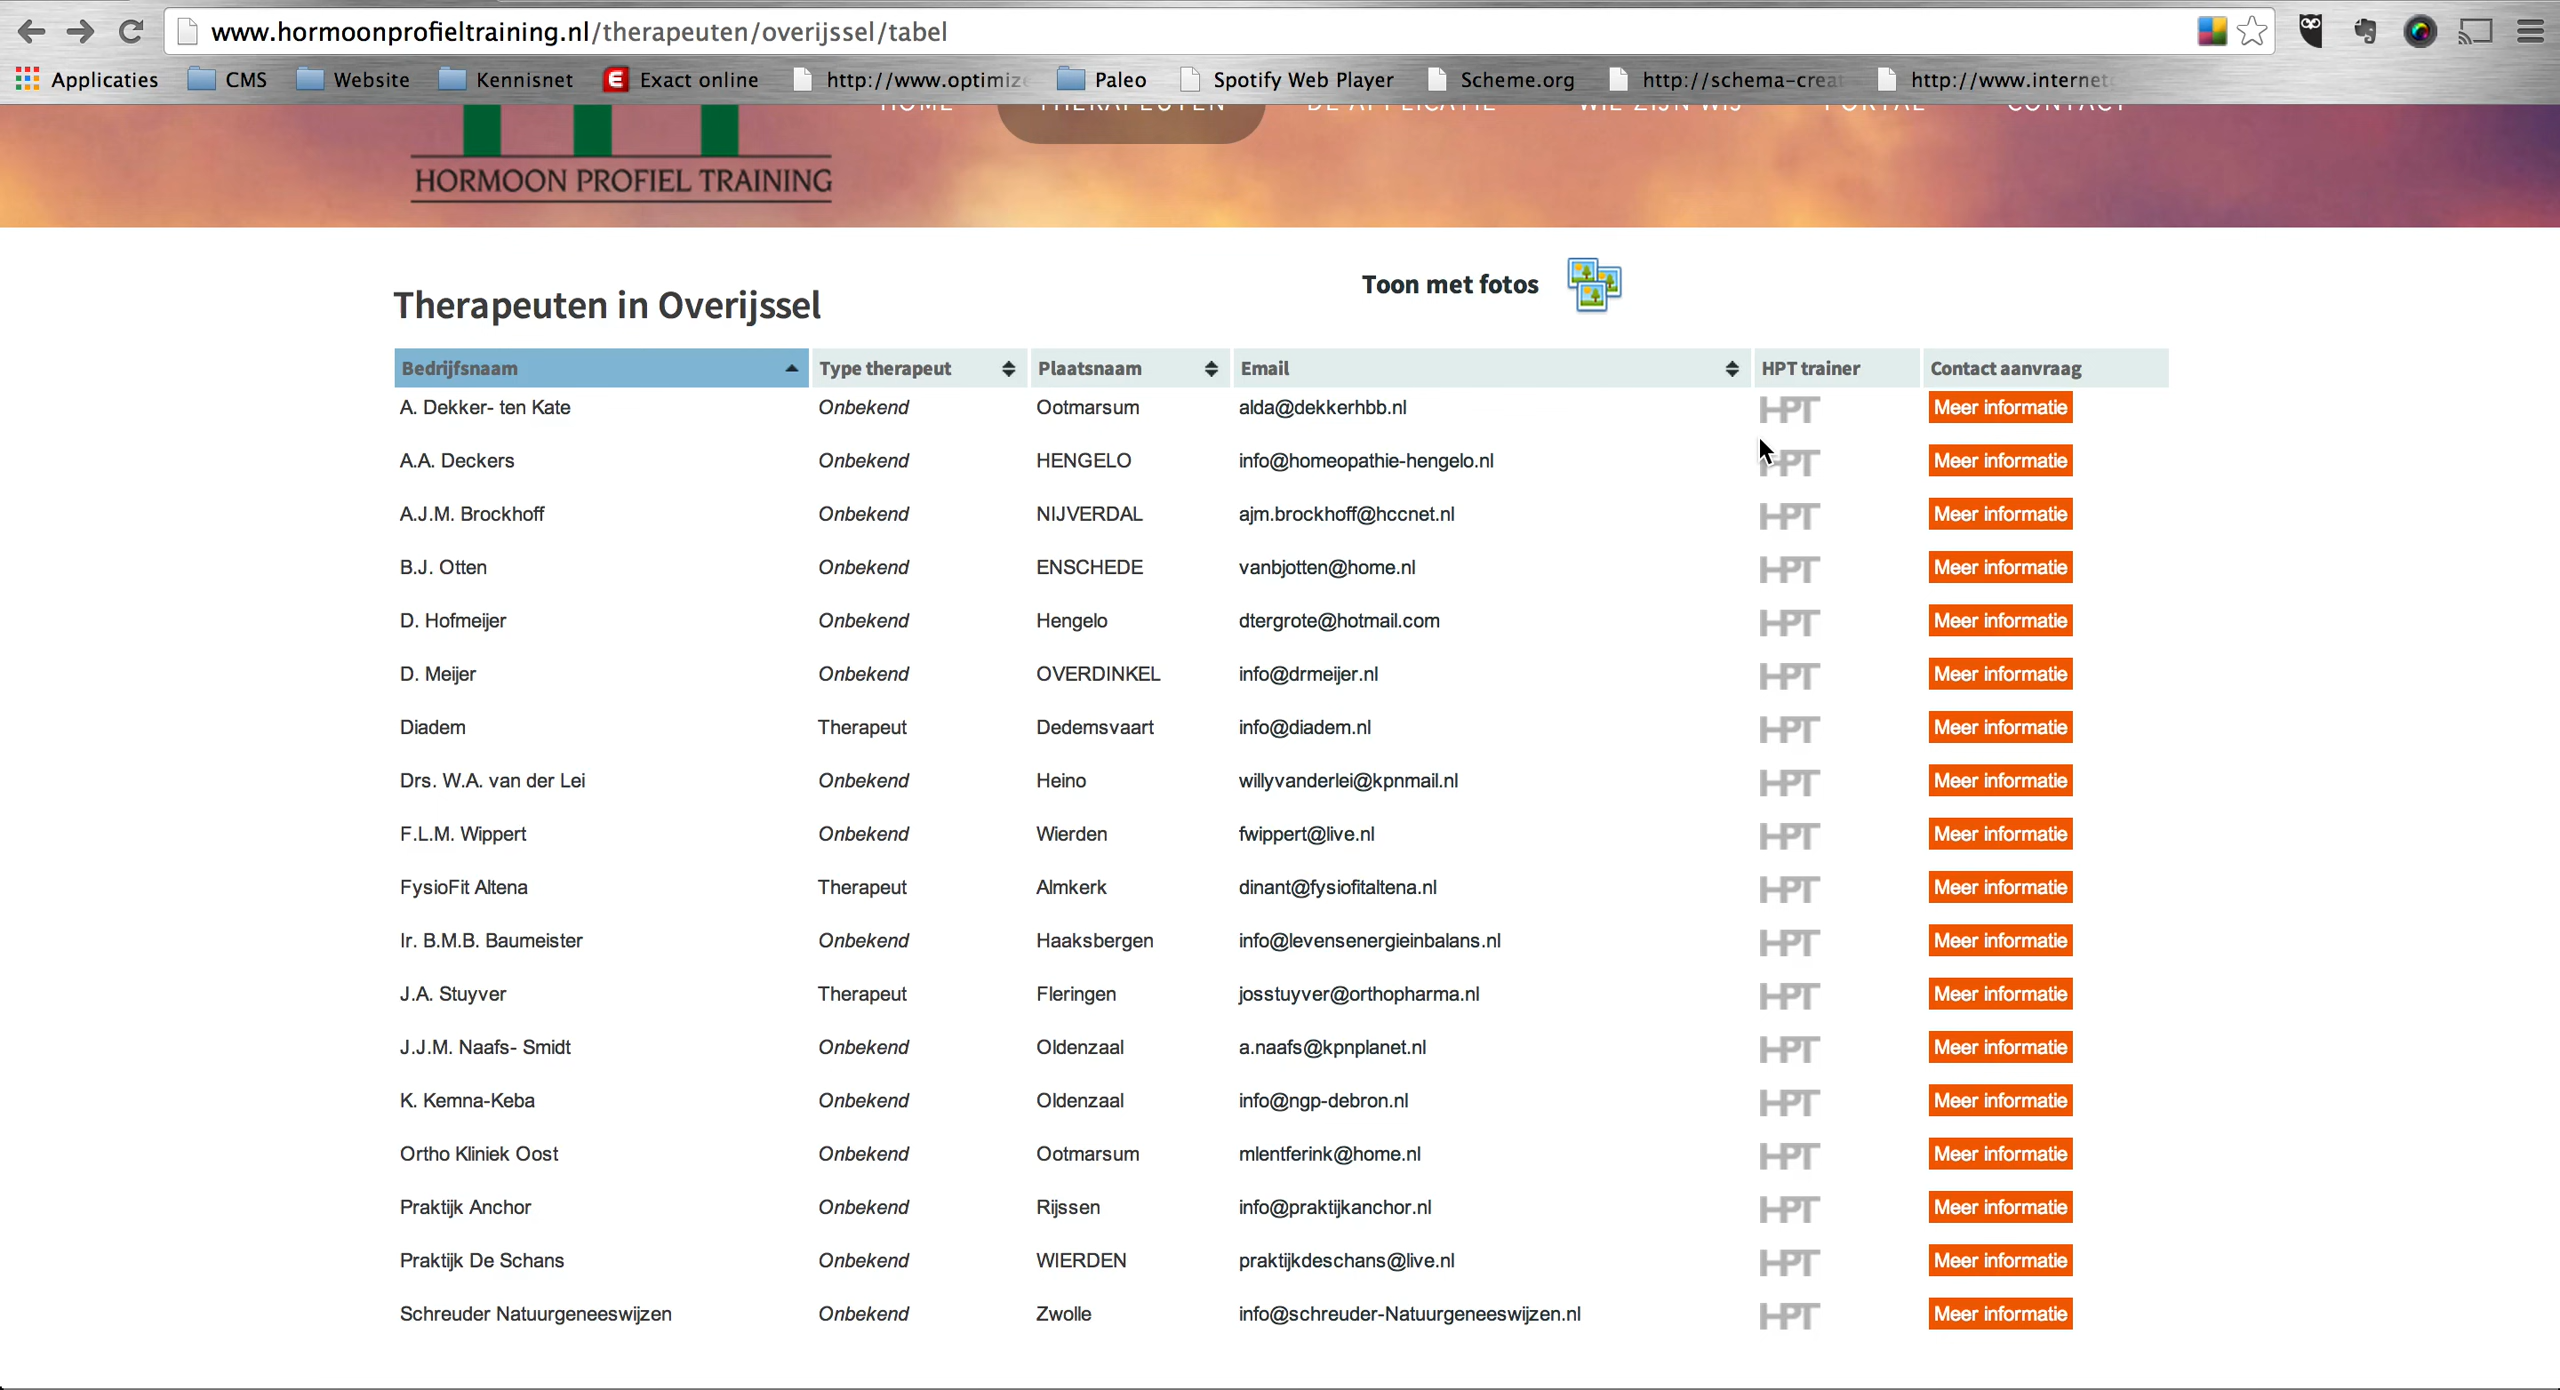 www.hormoonprofieltraining.nl/therapeuten/overijssel/tabel
Applicaties CMS Website Kennisnet Exact online http://www.optimize Paleo Spotify Web Player Scheme.org http://schema-creat http://www.internet
HOME THERAPEUTEN DE APPLICATIE WIE ZIJN WIJ PORTAL CONTACT
HORMOON PROFIEL TRAINING
Toon met fotos
Therapeuten in Overijssel
Bedrijfsnaam Type therapeut Plaatsnaam Email HPT trainer Contact aanvraag
A. Dekker- ten Kate Onbekend Ootmarsum alda@dekkerhbb.nl HPT Meer informatie
A.A. Deckers Onbekend HENGELO info@homeopathie-hengelo.nl HPT Meer informatie
A.J.M. Brockhoff Onbekend NIJVERDAL ajm.brockhoff@hccnet.nl HPT Meer informatie
B.J. Otten Onbekend ENSCHEDE vanbjotten@home.nl HPT Meer informatie
D. Hofmeijer Onbekend Hengelo dtergrote@hotmail.com HPT Meer informatie
D. Meijer Onbekend OVERDINKEL info@drmeijer.nl HPT Meer informatie
Diadem Therapeut Dedemsvaart info@diadem.nl HPT Meer informatie
Drs. W.A. van der Lei Onbekend Heino willyvanderlei@kpnmail.nl HPT Meer informatie
F.L.M. Wippert Onbekend Wierden fwippert@live.nl HPT Meer informatie
FysioFit Altena Therapeut Almkerk dinant@fysiofitaltena.nl HPT Meer informatie
Ir. B.M.B. Baumeister Onbekend Haaksbergen info@levensenergieinbalans.nl HPT Meer informatie
J.A. Stuyver Therapeut Fleringen josstuyver@orthopharma.nl HPT Meer informatie
J.J.M. Naafs- Smidt Onbekend Oldenzaal a.naafs@kpnplanet.nl HPT Meer informatie
K. Kemna-Keba Onbekend Oldenzaal info@ngp-debron.nl HPT Meer informatie
Ortho Kliniek Oost Onbekend Ootmarsum mlentferink@home.nl HPT Meer informatie
Praktijk Anchor Onbekend Rijssen info@praktijkanchor.nl HPT Meer informatie
Praktijk De Schans Onbekend WIERDEN praktijkdeschans@live.nl HPT Meer informatie
Schreuder Natuurgeneeswijzen Onbekend Zwolle info@schreuder-Natuurgeneeswijzen.nl HPT Meer informatie